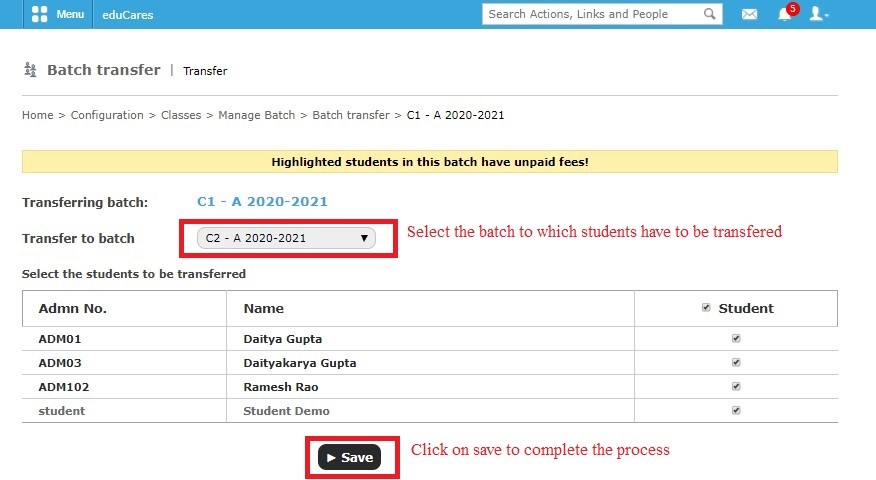 Menu eduCares Search Actions, Links and People 5
Batch transfer | Transfer
Home > Configuration > Classes > Manage Batch > Batch transfer > C1 - A 2020-2021
Highlighted students in this batch have unpaid fees!
Transferring batch: C1 - A 2020-2021
Transfer to batch C2 - A 2020-2021 Select the batch to which students have to be transfered
Select the students to be transferred
Admn No. Name Student
ADM01 Daitya Gupta
ADM03 Daityakarya Gupta
ADM102 Ramesh Rao
student Student Demo
Save Click on save to complete the process